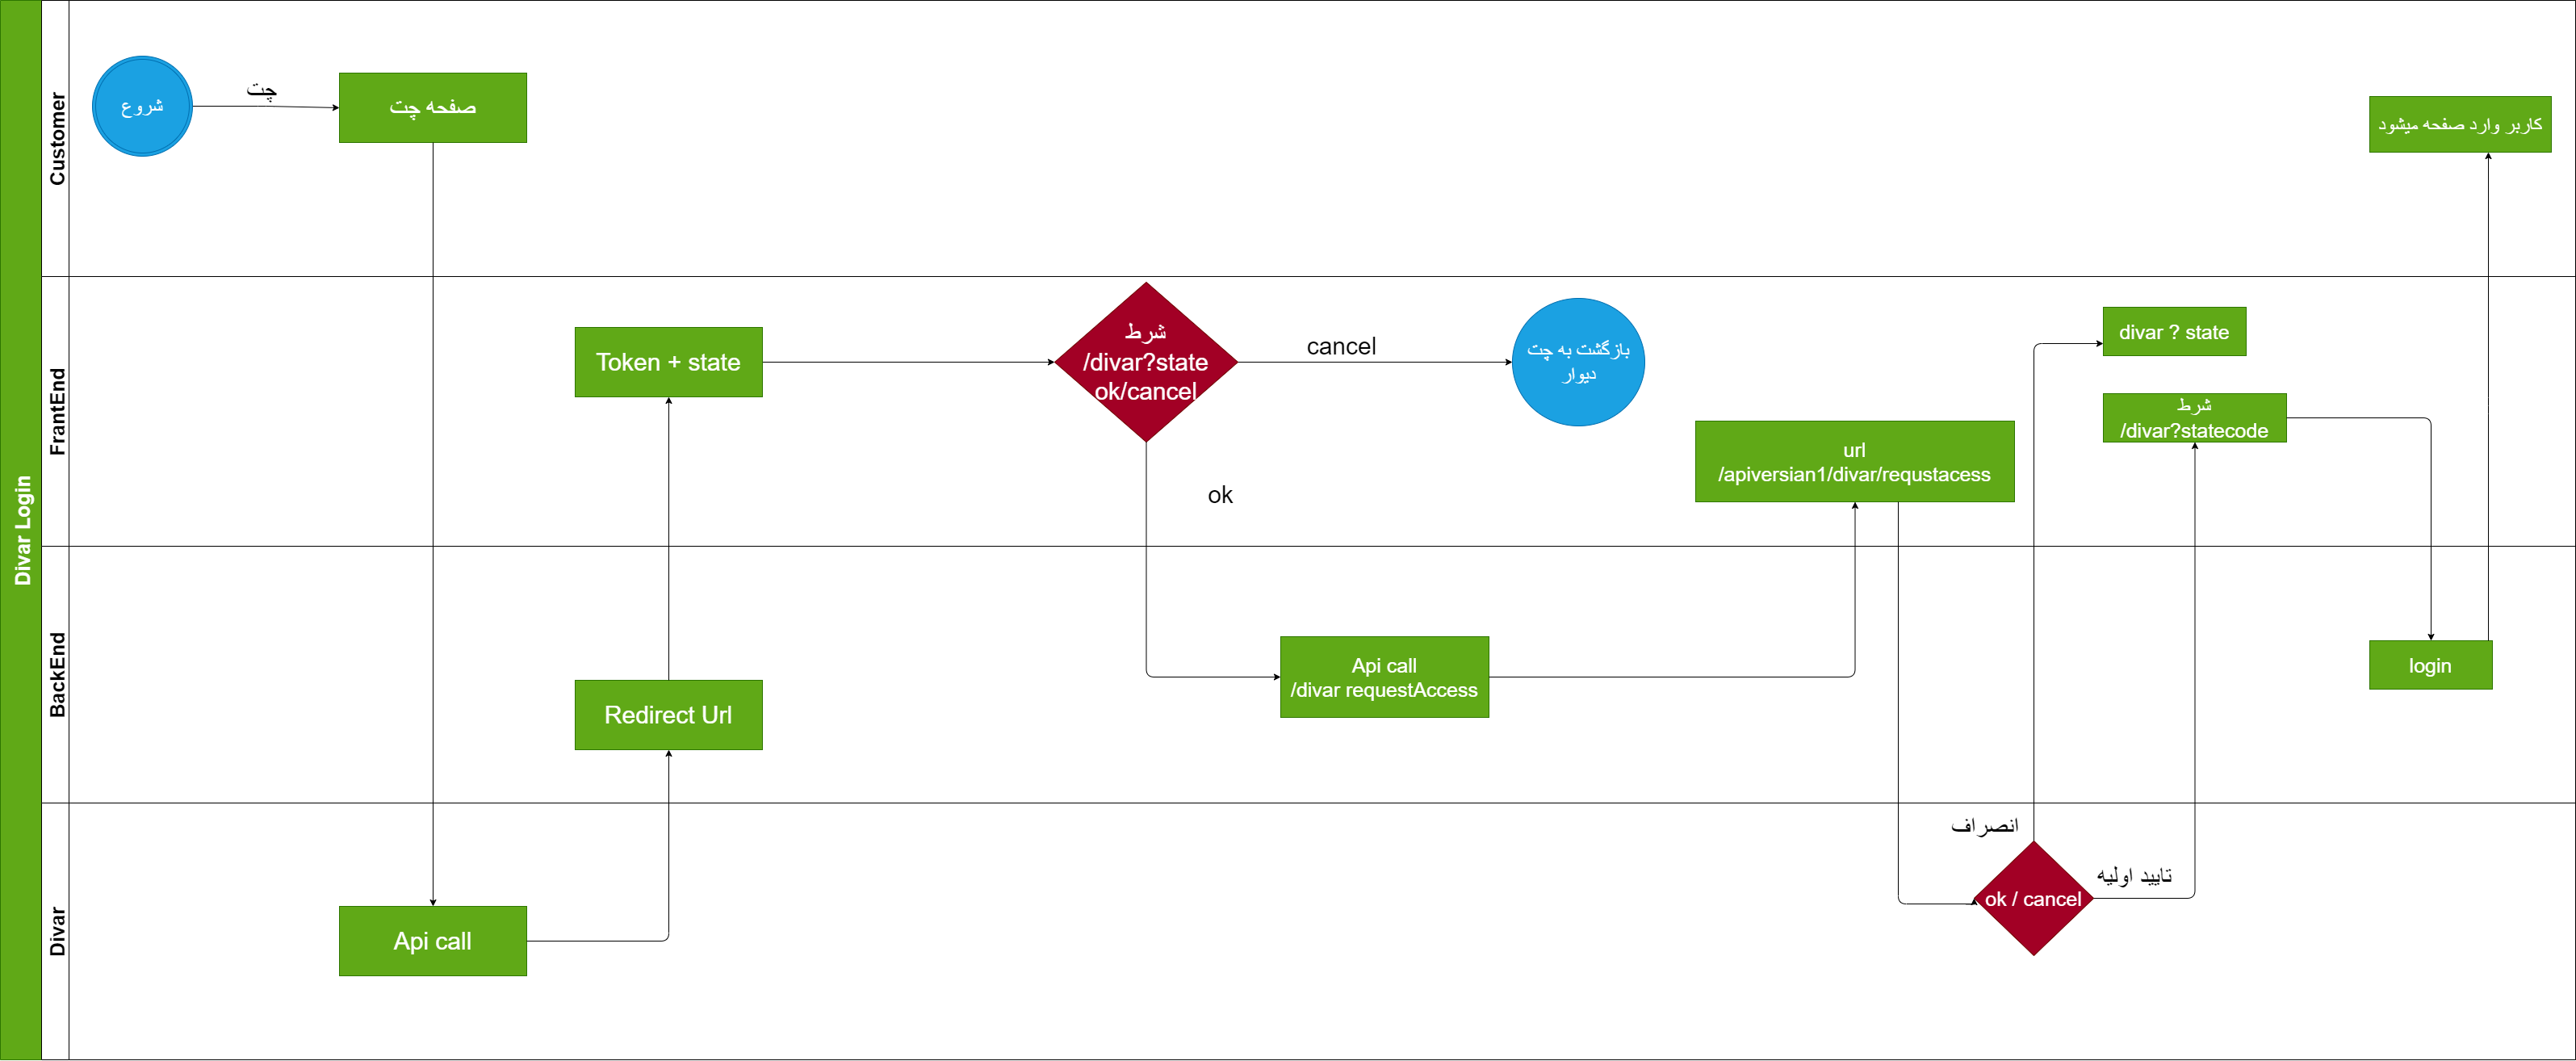 Divar Login
Customer
شروع
چت
صفحه چت
کاربر وارد صفحه میشود
FrantEnd
Token + state
شرط
/divar?state
ok/cancel
cancel
بازگشت به چت
دیوار
ok
url
/apiversian1/divar/requstacess
divar ? state
شرط
/divar?statecode
BackEnd
Redirect Url
Api call
/divar requestAccess
login
Divar
Api call
انصراف
ok / cancel
تایید اولیه